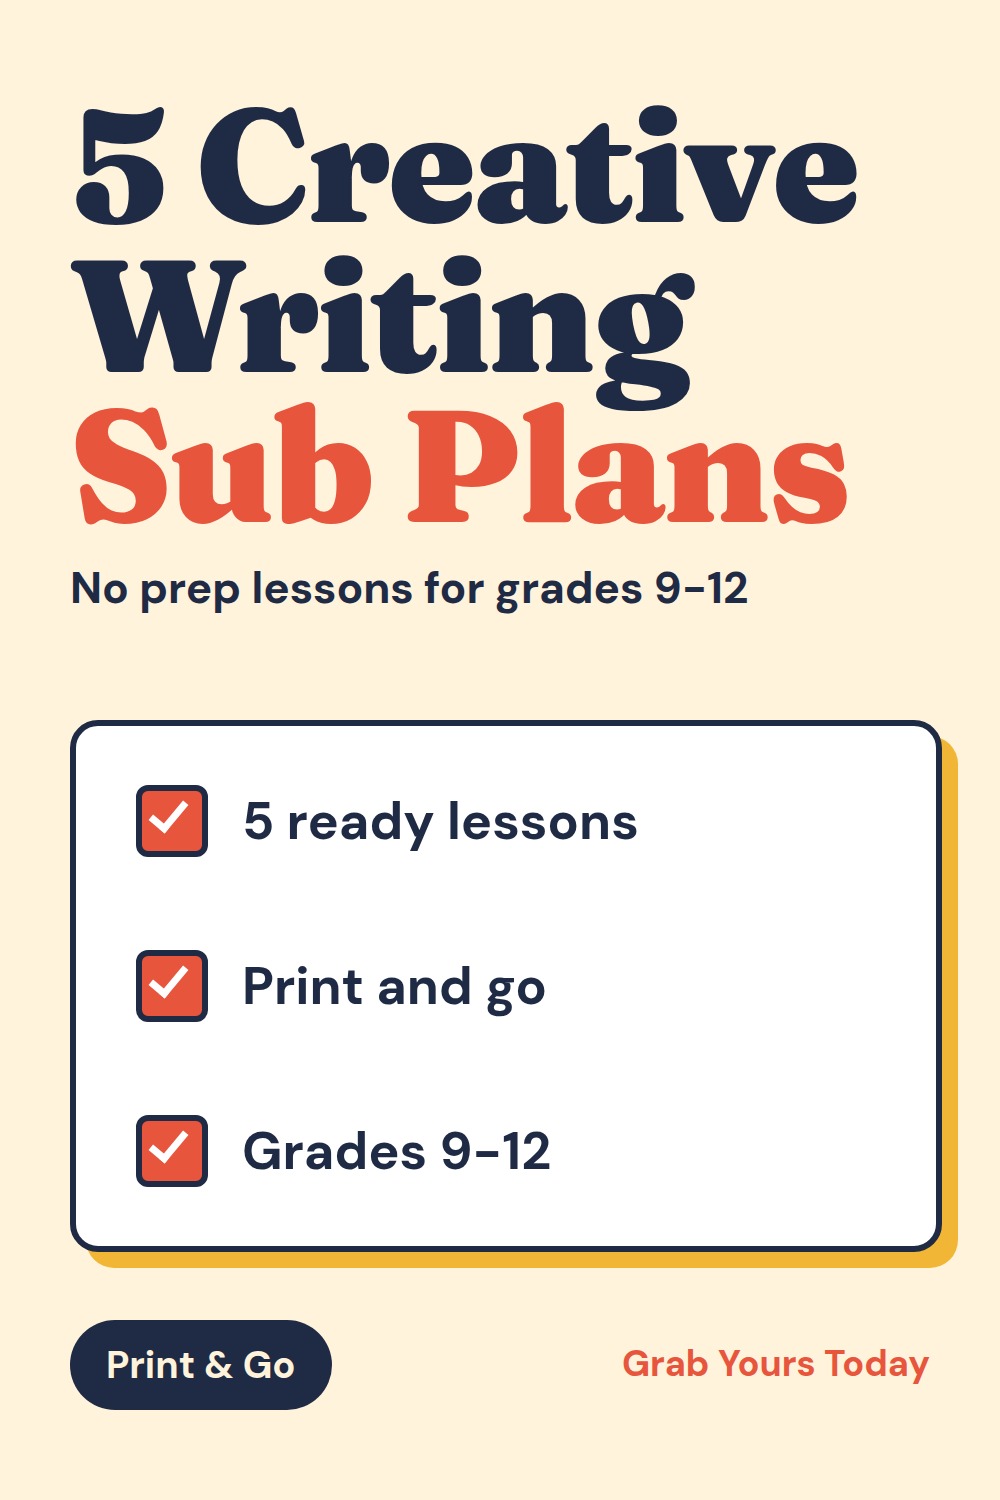 5 Creative
Writing
Sub Plans
No prep lessons for grades 9–12
5 ready lessons
Print and go
Grades 9–12
Print & Go
Grab Yours Today